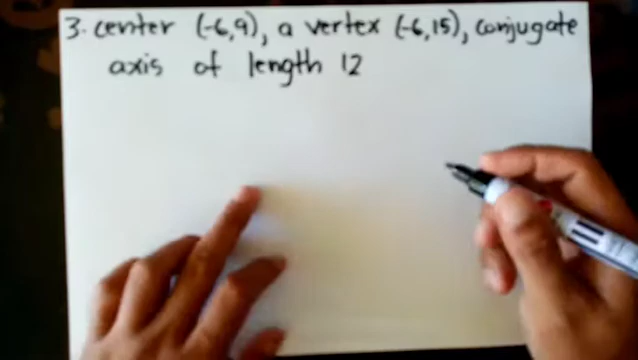 3. center (-6,9), a vertex (-6,15), conjugate
axis of length 12